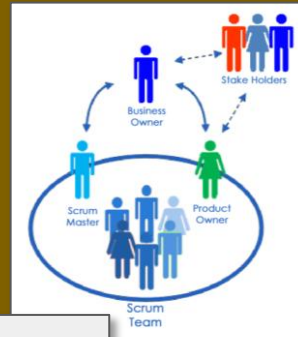 Stake Holders
Business
Owner
Scrum
Master
Product
Owner
Scrum
Team